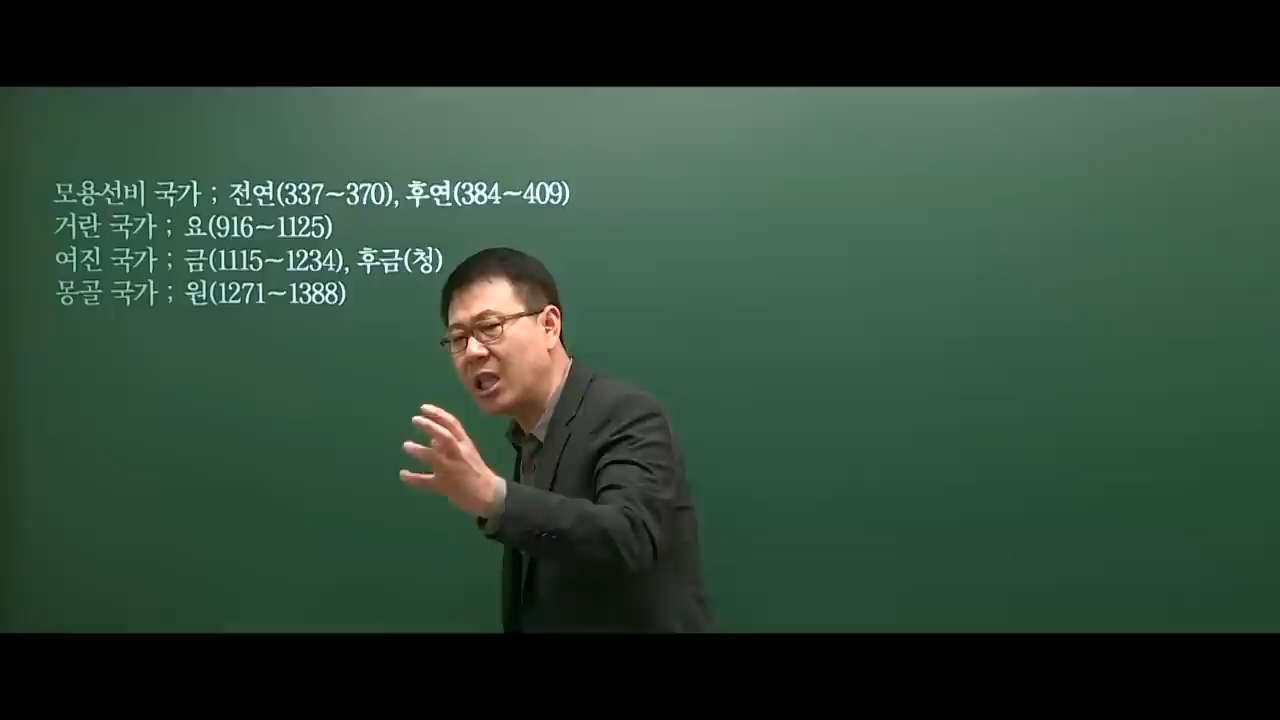 모용선비 국가 ; 전연(337~370), 후연(384~409)
거란 국가 ; 요(916~1125)
여진 국가 ; 금(1115~1234), 후금(청)
몽골 국가 ; 원(1271~1388)